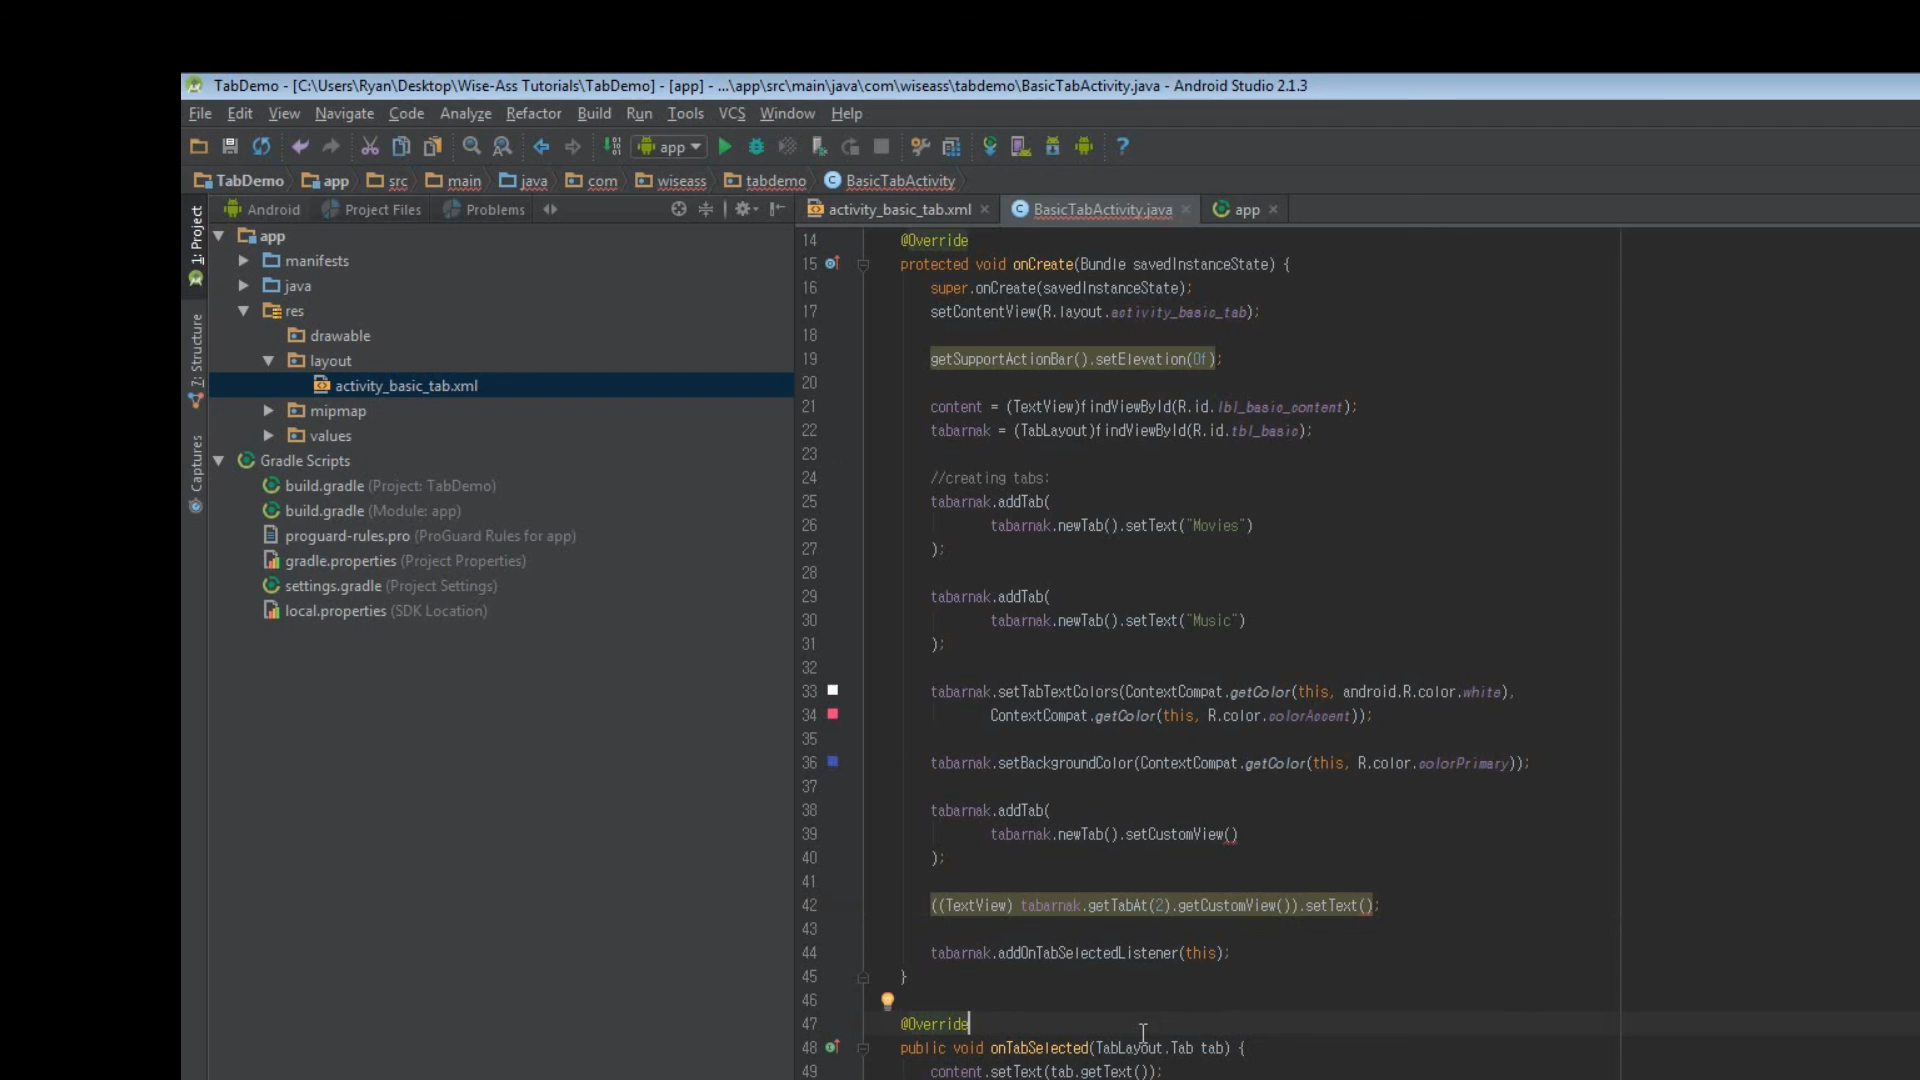 TabDemo - [C:\Users\Ryan\Desktop\Wise-Ass Tutorials\TabDemo] - [app] - ...\app\src\main\java\com\wiseass\tabdemo\BasicTabActivity.java - Android Studio 2.1.3
File Edit View Navigate Code Analyze Refactor Build Run Tools VCS Window Help
app
TabDemo app src main java com wiseass tabdemo BasicTabActivity
Android Project Files Problems
activity_basic_tab.xml BasicTabActivity.java app
1: Project
7: Structure
Captures
app
manifests
java
res
drawable
layout
activity_basic_tab.xml
mipmap
values
Gradle Scripts
build.gradle (Project: TabDemo)
build.gradle (Module: app)
proguard-rules.pro (ProGuard Rules for app)
gradle.properties (Project Properties)
settings.gradle (Project Settings)
local.properties (SDK Location)
14 @Override
15 protected void onCreate(Bundle savedInstanceState) {
16 super.onCreate(savedInstanceState);
17 setContentView(R.layout.activity_basic_tab);
18
19 getSupportActionBar().setElevation(0f);
20
21 content = (TextView)findViewById(R.id.lbl_basic_content);
22 tabarnak = (TabLayout)findViewById(R.id.tbl_basic);
23
24 //creating tabs:
25 tabarnak.addTab(
26 tabarnak.newTab().setText("Movies")
27 );
28
29 tabarnak.addTab(
30 tabarnak.newTab().setText("Music")
31 );
32
33 tabarnak.setTabTextColors(ContextCompat.getColor(this, android.R.color.white),
34 ContextCompat.getColor(this, R.color.colorAccent));
35
36 tabarnak.setBackgroundColor(ContextCompat.getColor(this, R.color.colorPrimary));
37
38 tabarnak.addTab(
39 tabarnak.newTab().setCustomView()
40 );
41
42 ((TextView) tabarnak.getTabAt(2).getCustomView()).setText();
43
44 tabarnak.addOnTabSelectedListener(this);
45 }
46
47 @Override
48 public void onTabSelected(TabLayout.Tab tab) {
49 content.setText(tab.getText());